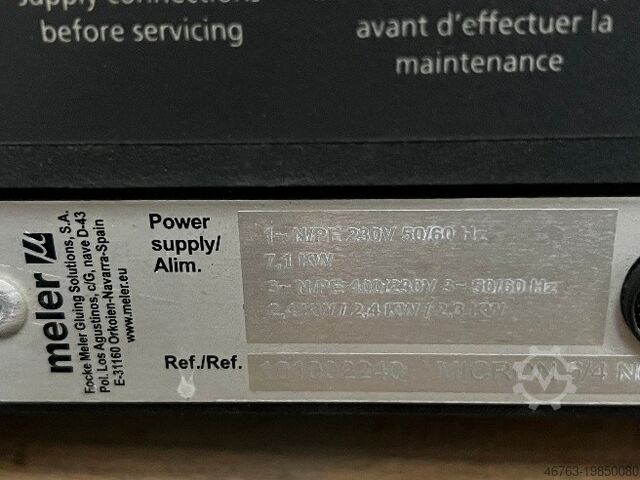 supply connections
before servicing
avant d'effectuer la
maintenance
meler
Focke Meler Gluing Solutions, S.A.
Pol. Los Agustinos, c/G, nave D-43
E-31160 Orkoien-Navarra-Spain
www.meler.eu
Power
supply/
Alim.
1~ N/PE 230V 50/60 Hz
7,1 KW
3~ N/PE 400/230V 3~ 50/60 Hz
2,4 KW / 2,4 KW / 2,3 KW
Ref./Ref.
46763-19850080